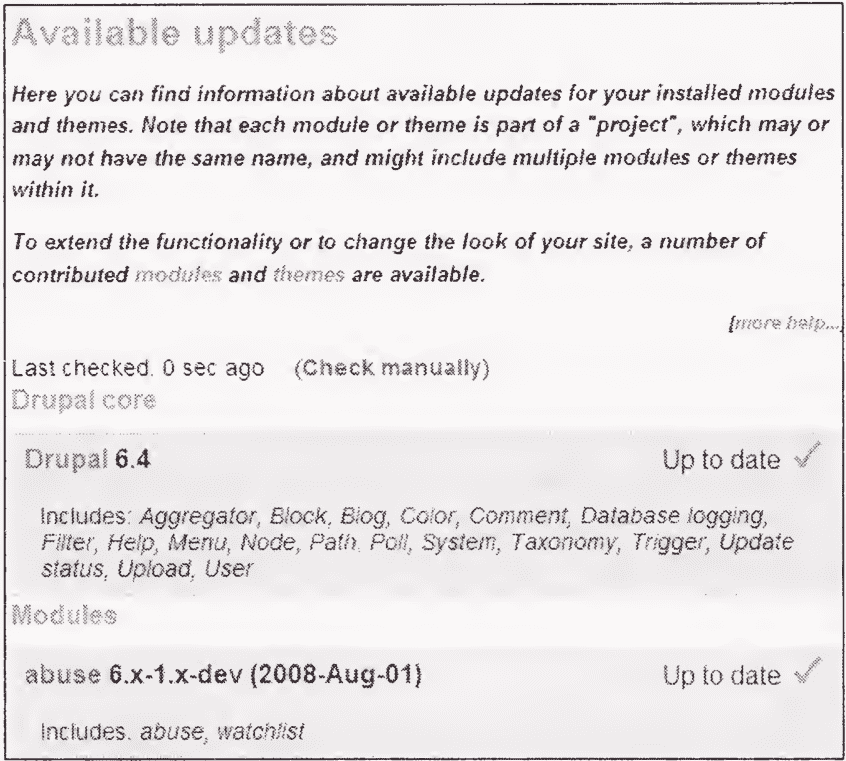 Available updates
Here you can find information about available updates for your installed modules
and themes. Note that each module or theme is part of a "project", which may or
may not have the same name, and might include multiple modules or themes
within it.
To extend the functionality or to change the look of your site, a number of
contributed modules and themes are available.
[more help...]
Last checked: 0 sec ago (Check manually)
Drupal core
Drupal 6.4 Up to date ✓
Includes: Aggregator, Block, Blog, Color, Comment, Database logging,
Filter, Help, Menu, Node, Path, Poll, System, Taxonomy, Trigger, Update
status, Upload, User
Modules
abuse 6.x-1.x-dev (2008-Aug-01) Up to date ✓
Includes: abuse, watchlist